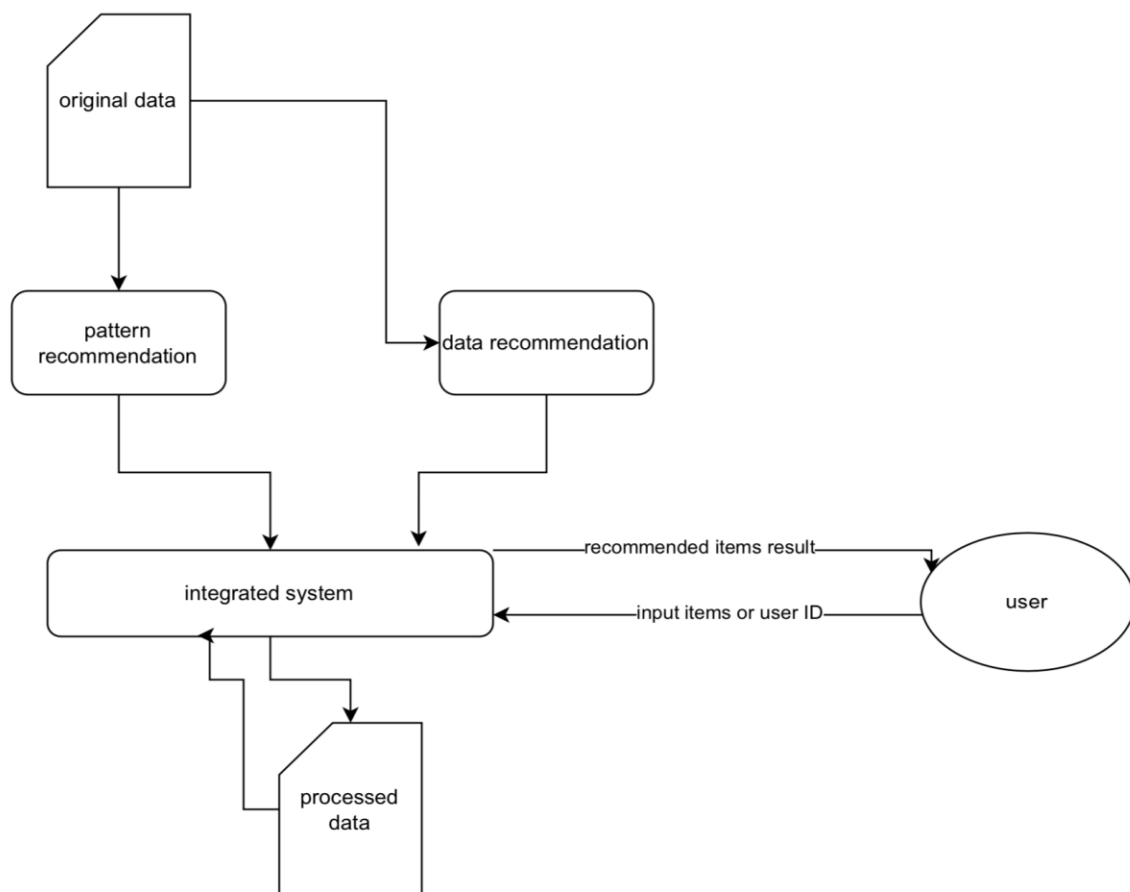 original data
pattern
recommendation
data recommendation
recommended items result
integrated system
input items or user ID
user
processed
data